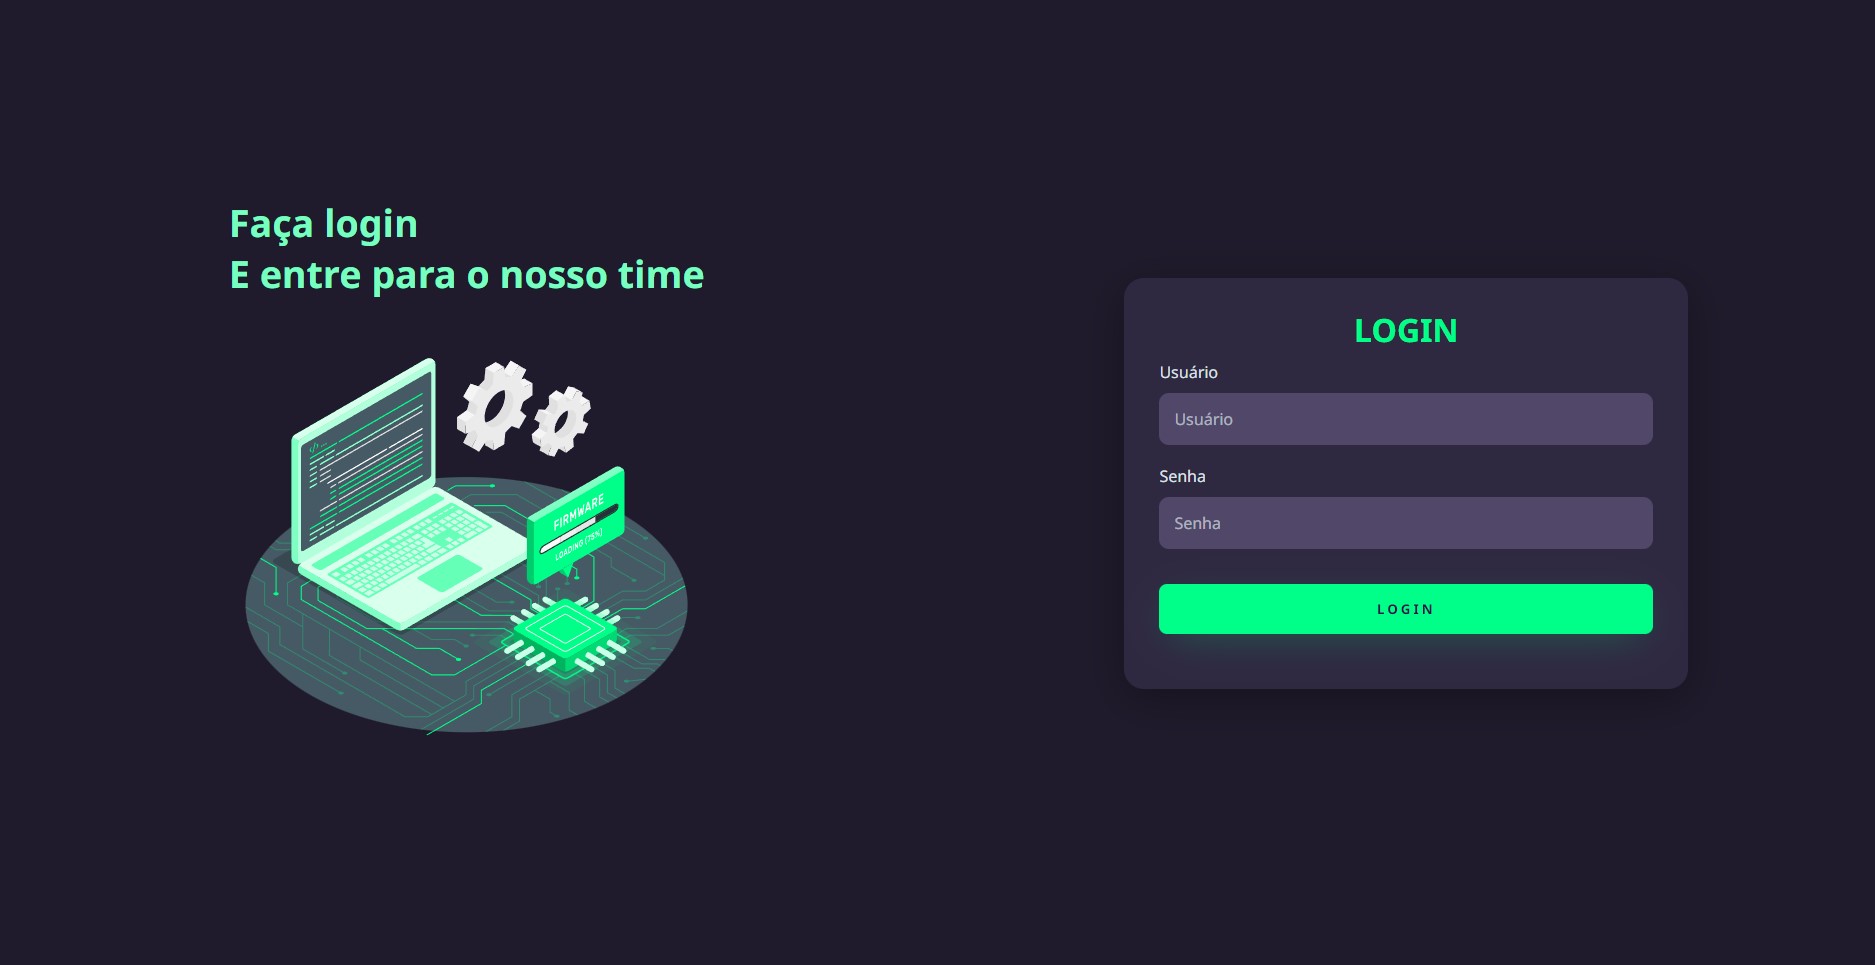 Faça login
E entre para o nosso time
FIRMWARE
LOADING (75%)
LOGIN
Usuário
Usuário
Senha
Senha
LOGIN